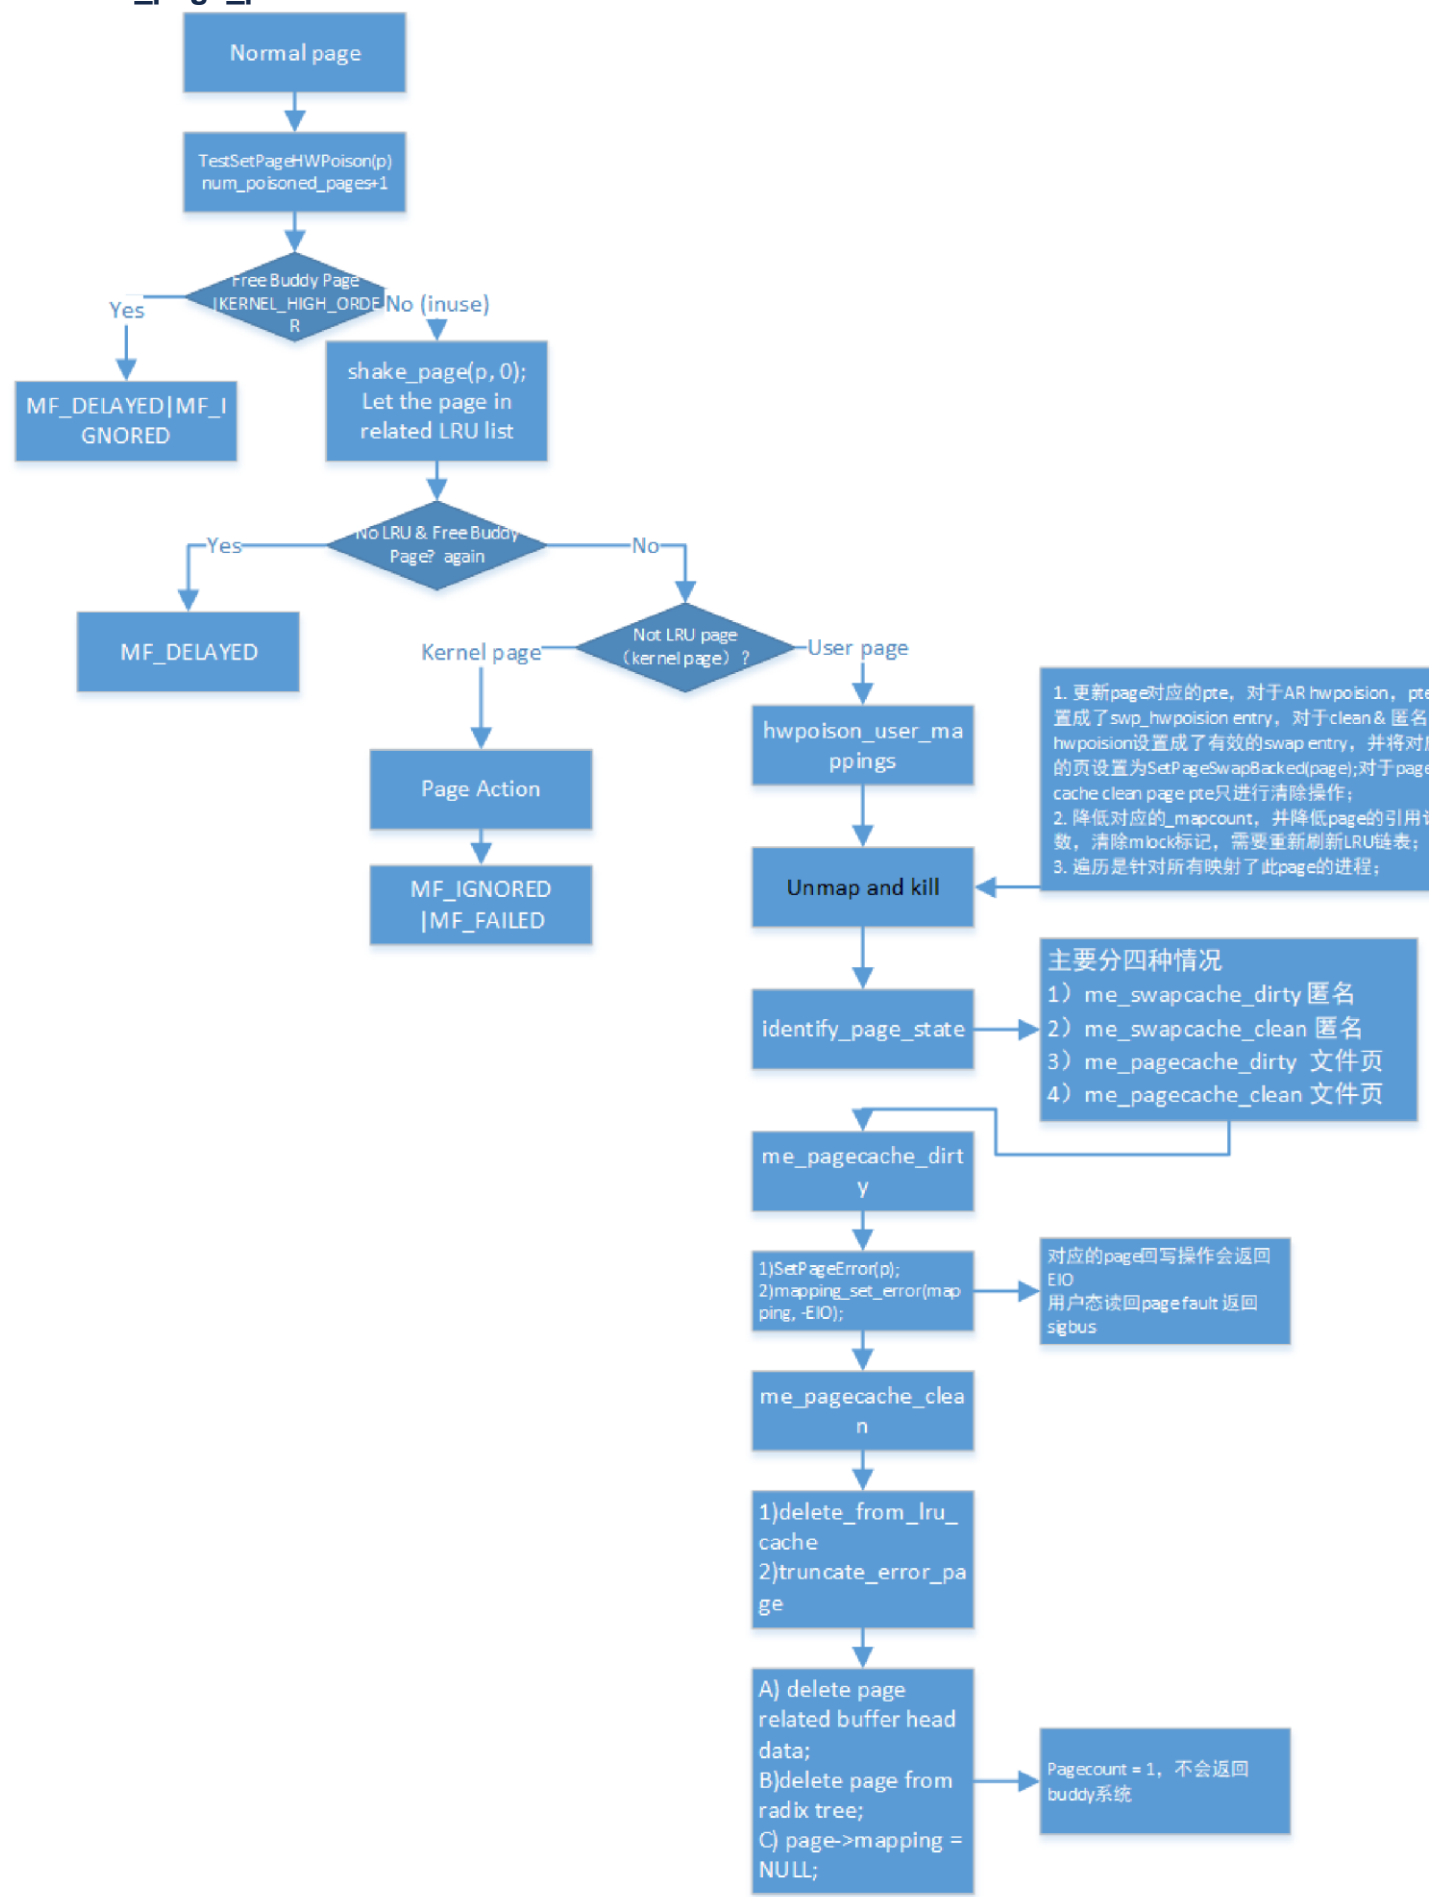 Normal page
TestSetPageHWPoison(p)
num_poisoned_pages+1
Free Buddy Page
|KERNEL_HIGH_ORDE
R
Yes
No (inuse)
MF_DELAYED|MF_I
GNORED
shake_page(p, 0);
Let the page in
related LRU list
No LRU & Free Buddy
Page? again
Yes
No
MF_DELAYED
Not LRU page
（kernel page）?
Kernel page
User page
Page Action
MF_IGNORED
|MF_FAILED
hwpoison_user_ma
ppings
1. 更新page对应的pte，对于AR hwpoision，pte
置成了swp_hwpoision entry，对于clean & 匿名
hwpoision设置成了有效的swap entry，并将对应
的页设置为SetPageSwapBacked(page);对于page
cache clean page pte只进行清除操作；
2. 降低对应的_mapcount，并降低page的引用计
数，清除mlock标记，需要重新刷新LRU链表；
3. 遍历是针对所有映射了此page的进程；
Unmap and kill
identify_page_state
主要分四种情况
1）me_swapcache_dirty 匿名
2）me_swapcache_clean 匿名
3）me_pagecache_dirty 文件页
4）me_pagecache_clean 文件页
me_pagecache_dirt
y
1)SetPageError(p);
2)mapping_set_error(map
ping, -EIO);
对应的page回写操作会返回
EIO
用户态读回page fault 返回
sigbus
me_pagecache_clea
n
1)delete_from_lru_
cache
2)truncate_error_pa
ge
A) delete page
related buffer head
data;
B)delete page from
radix tree;
C) page->mapping =
NULL;
Pagecount = 1，不会返回
buddy系统